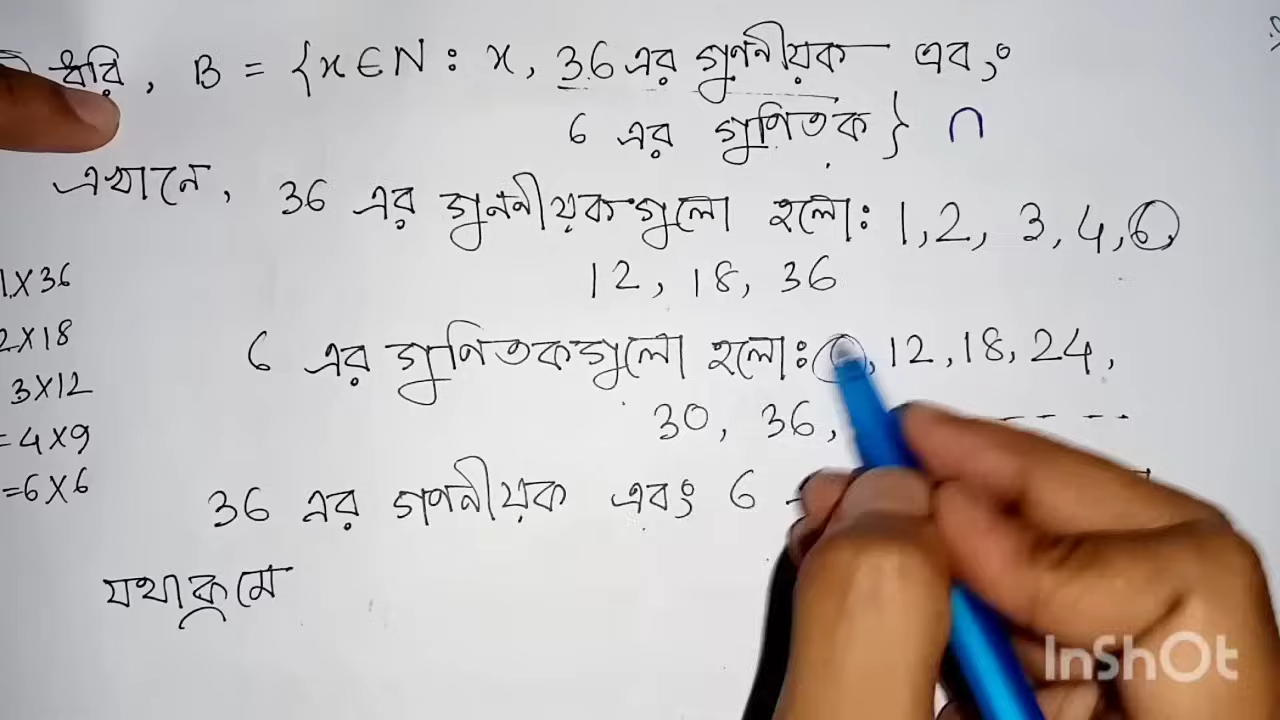 ধরি, B = {x∈N : x, 36 এর গুণনীয়ক এবং
6 এর গুণিতক} ∩
এখানে, 36 এর গুণনীয়কগুলো হলোঃ 1,2, 3,4,6,
12, 18, 36
1×36
2×18
3×12
=4×9
=6×6
6 এর গুণিতকগুলো হলোঃ 6,12,18,24,
30, 36, - - - -
36 এর গণনীয়ক এবং 6
যথাক্রমে
InShOt